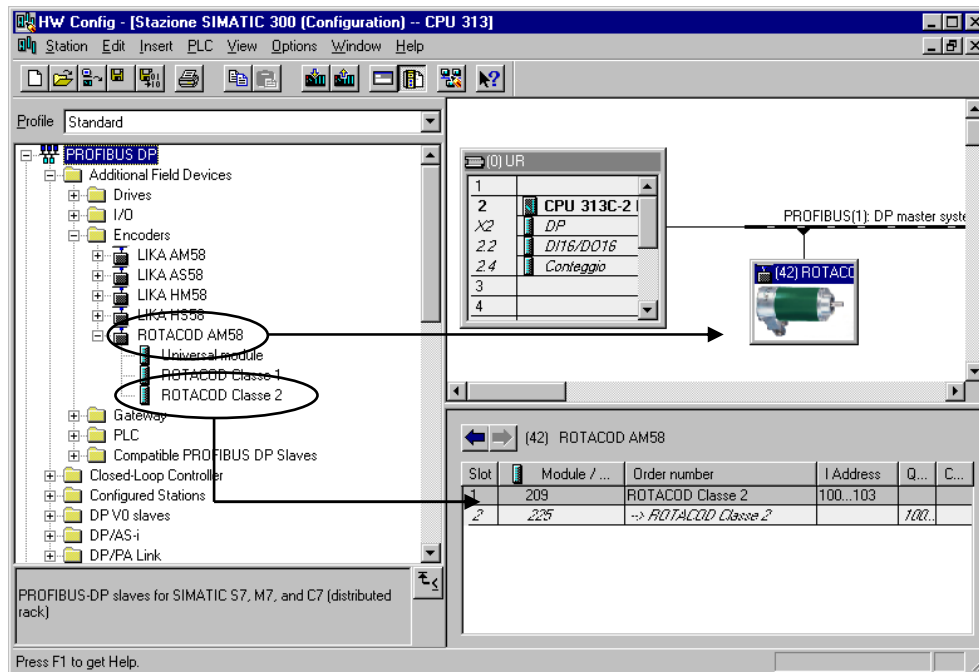 HW Config - [Stazione SIMATIC 300 (Configuration) -- CPU 313]
Station Edit Insert PLC View Options Window Help
Profile Standard
PROFIBUS DP
Additional Field Devices
Drives
I/O
Encoders
LIKA AM58
LIKA AS58
LIKA HM58
LIKA HS58
ROTACOD AM58
Universal module
ROTACOD Classe 1
ROTACOD Classe 2
Gateway
PLC
Compatible PROFIBUS DP Slaves
Closed-Loop Controller
Configured Stations
DP V0 slaves
DP/AS-i
DP/PA Link
PROFIBUS-DP slaves for SIMATIC S7, M7, and C7 (distributed
rack)
Press F1 to get Help.
(0) UR
1
2 CPU 313C-2
X2 DP
2.2 DI16/DO16
2.4 Conteggio
3
4
PROFIBUS(1): DP master syste
(42) ROTACO
(42) ROTACOD AM58
Slot Module / ... Order number I Address Q... C...
1 209 ROTACOD Classe 2 100...103
2 225 --> ROTACOD Classe 2 100..